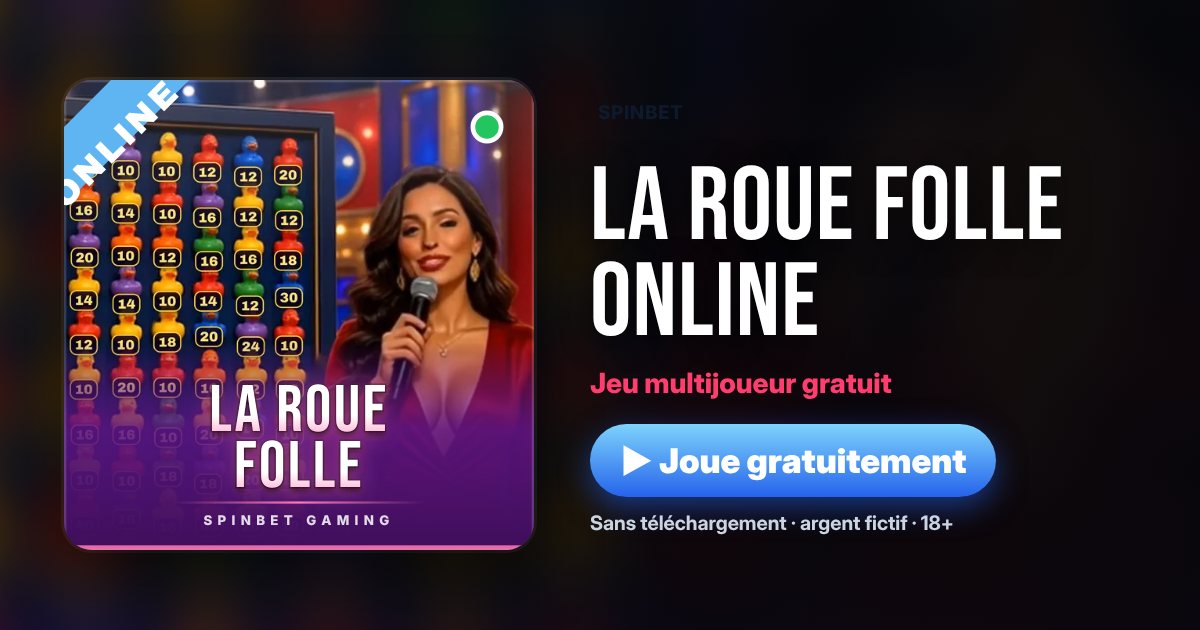 ONLINE
10 10 12 12 20
16 14 10 16 12 12
20 10 12 16 16 18
14 14 10 14 12 30
12 10 18 20 24 10
10 20 10
LA ROUE
FOLLE
SPINBET GAMING
SPINBET
LA ROUE FOLLE
ONLINE
Jeu multijoueur gratuit
▶ Joue gratuitement
Sans téléchargement · argent fictif · 18+